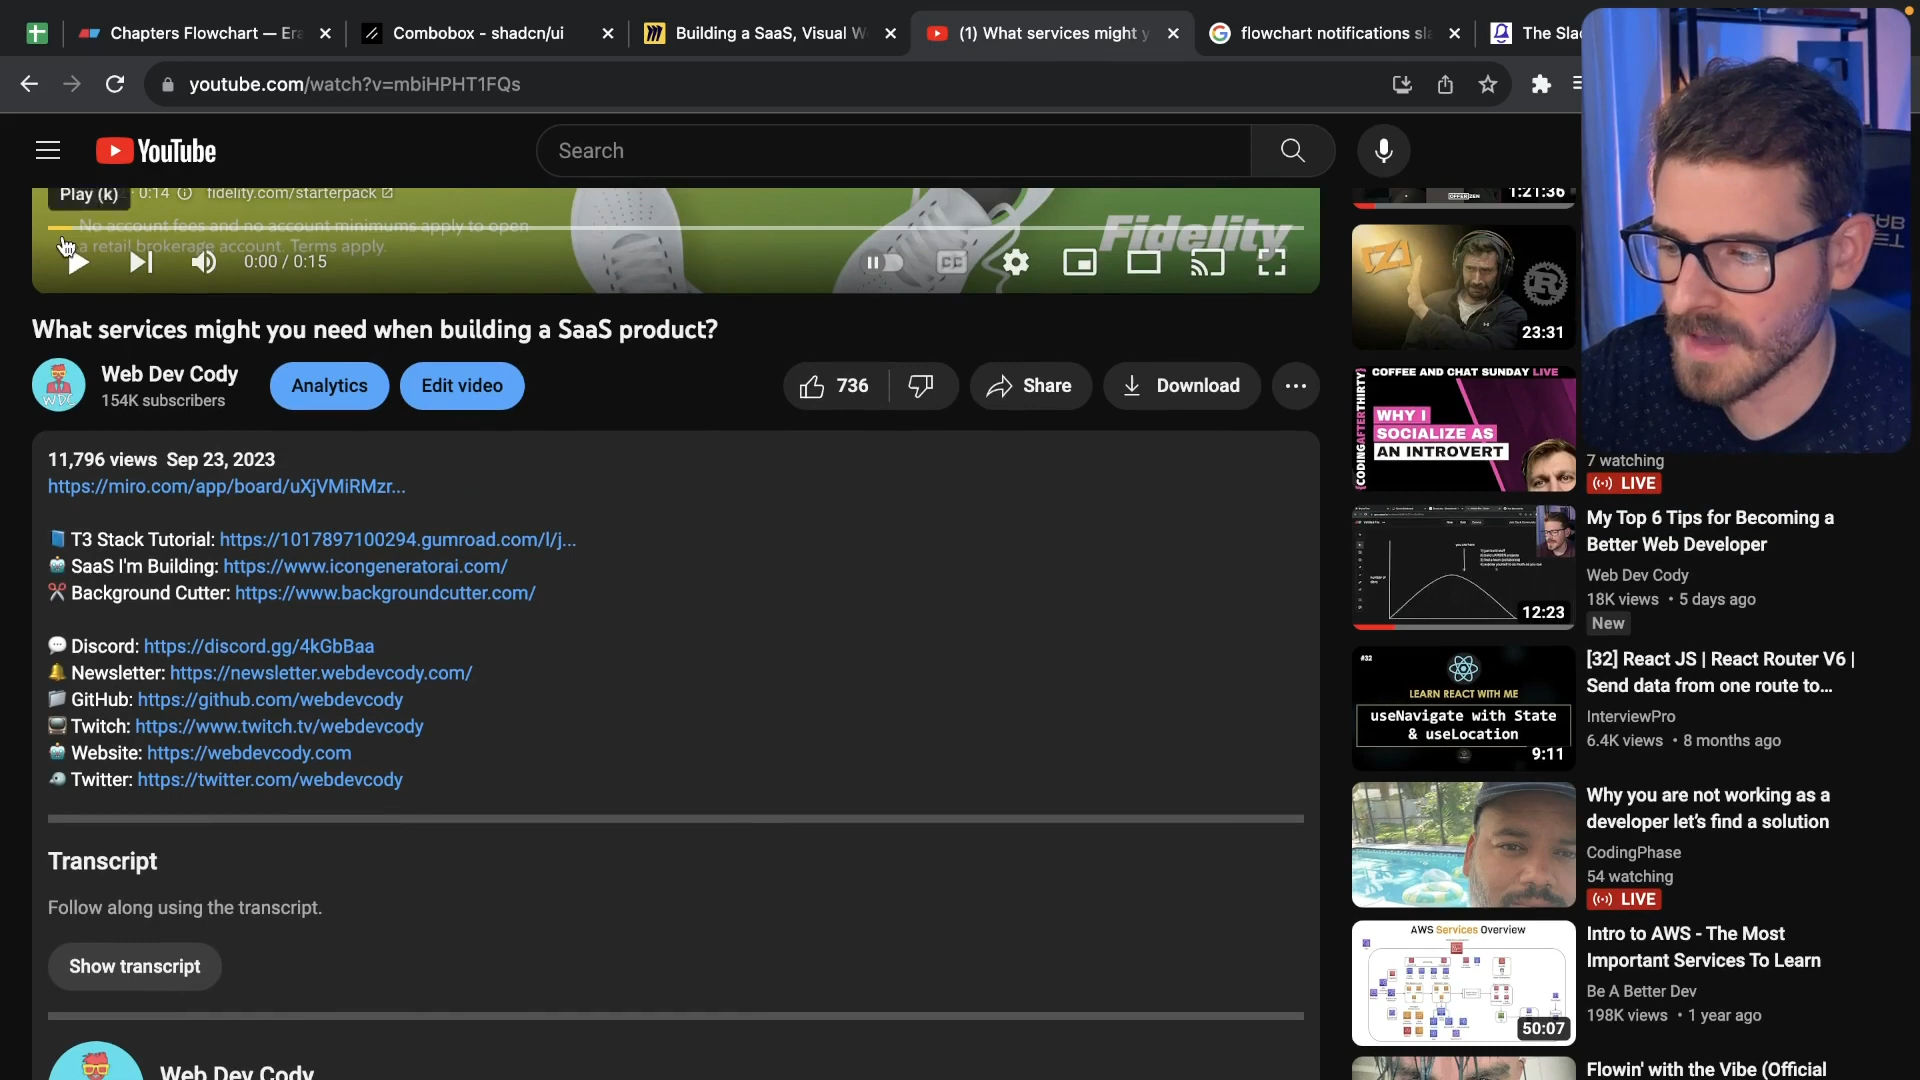 Chapters Flowchart — Era
Combobox - shadcn/ui
Building a SaaS, Visual W
(1) What services might y
flowchart notifications sla
The Sla
youtube.com/watch?v=mbiHPHT1FQs
YouTube
Search
Play (k)
0:14
fidelity.com/starterpack
No account fees and no account minimums apply to open
a retail brokerage account. Terms apply.
Fidelity
0:00 / 0:15
CC
What services might you need when building a SaaS product?
Web Dev Cody
154K subscribers
WDC
Analytics
Edit video
736
Share
Download
11,796 views Sep 23, 2023
https://miro.com/app/board/uXjVMiRMzr...
T3 Stack Tutorial: https://1017897100294.gumroad.com/l/j...
SaaS I'm Building: https://www.icongeneratorai.com/
Background Cutter: https://www.backgroundcutter.com/
Discord: https://discord.gg/4kGbBaa
Newsletter: https://newsletter.webdevcody.com/
GitHub: https://github.com/webdevcody
Twitch: https://www.twitch.tv/webdevcody
Website: https://webdevcody.com
Twitter: https://twitter.com/webdevcody
Transcript
Follow along using the transcript.
Show transcript
Web Dev Cody
1:21:36
23:31
COFFEE AND CHAT SUNDAY LIVE
{CODINGAFTERTHIRTY}
WHY I
SOCIALIZE AS
AN INTROVERT
7 watching
LIVE
12:23
My Top 6 Tips for Becoming a
Better Web Developer
Web Dev Cody
18K views • 5 days ago
New
#32
LEARN REACT WITH ME
useNavigate with State
& useLocation
9:11
[32] React JS | React Router V6 |
Send data from one route to...
InterviewPro
6.4K views • 8 months ago
Why you are not working as a
developer let's find a solution
CodingPhase
54 watching
LIVE
AWS Services Overview
50:07
Intro to AWS - The Most
Important Services To Learn
Be A Better Dev
198K views • 1 year ago
Flowin' with the Vibe (Official